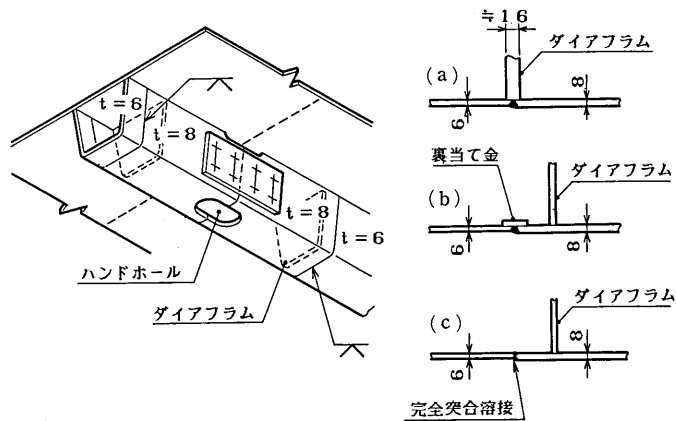 t=6
t=8
t=8
t=6
ハンドホール
ダイアフラム
≒16
ダイアフラム
(a)
6
8
裏当て金
ダイアフラム
(b)
6
8
ダイアフラム
(c)
6
8
完全突合溶接